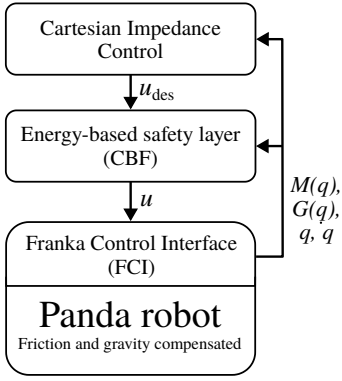 Cartesian Impedance
Control
u_des
Energy-based safety layer
(CBF)
u
M(q),
G(q),
q, q̇
Franka Control Interface
(FCI)
Panda robot
Friction and gravity compensated